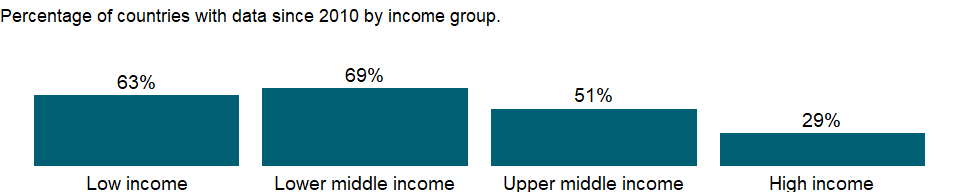 Percentage of countries with data since 2010 by income group.
63%
69%
51%
29%
Low income
Lower middle income
Upper middle income
High income